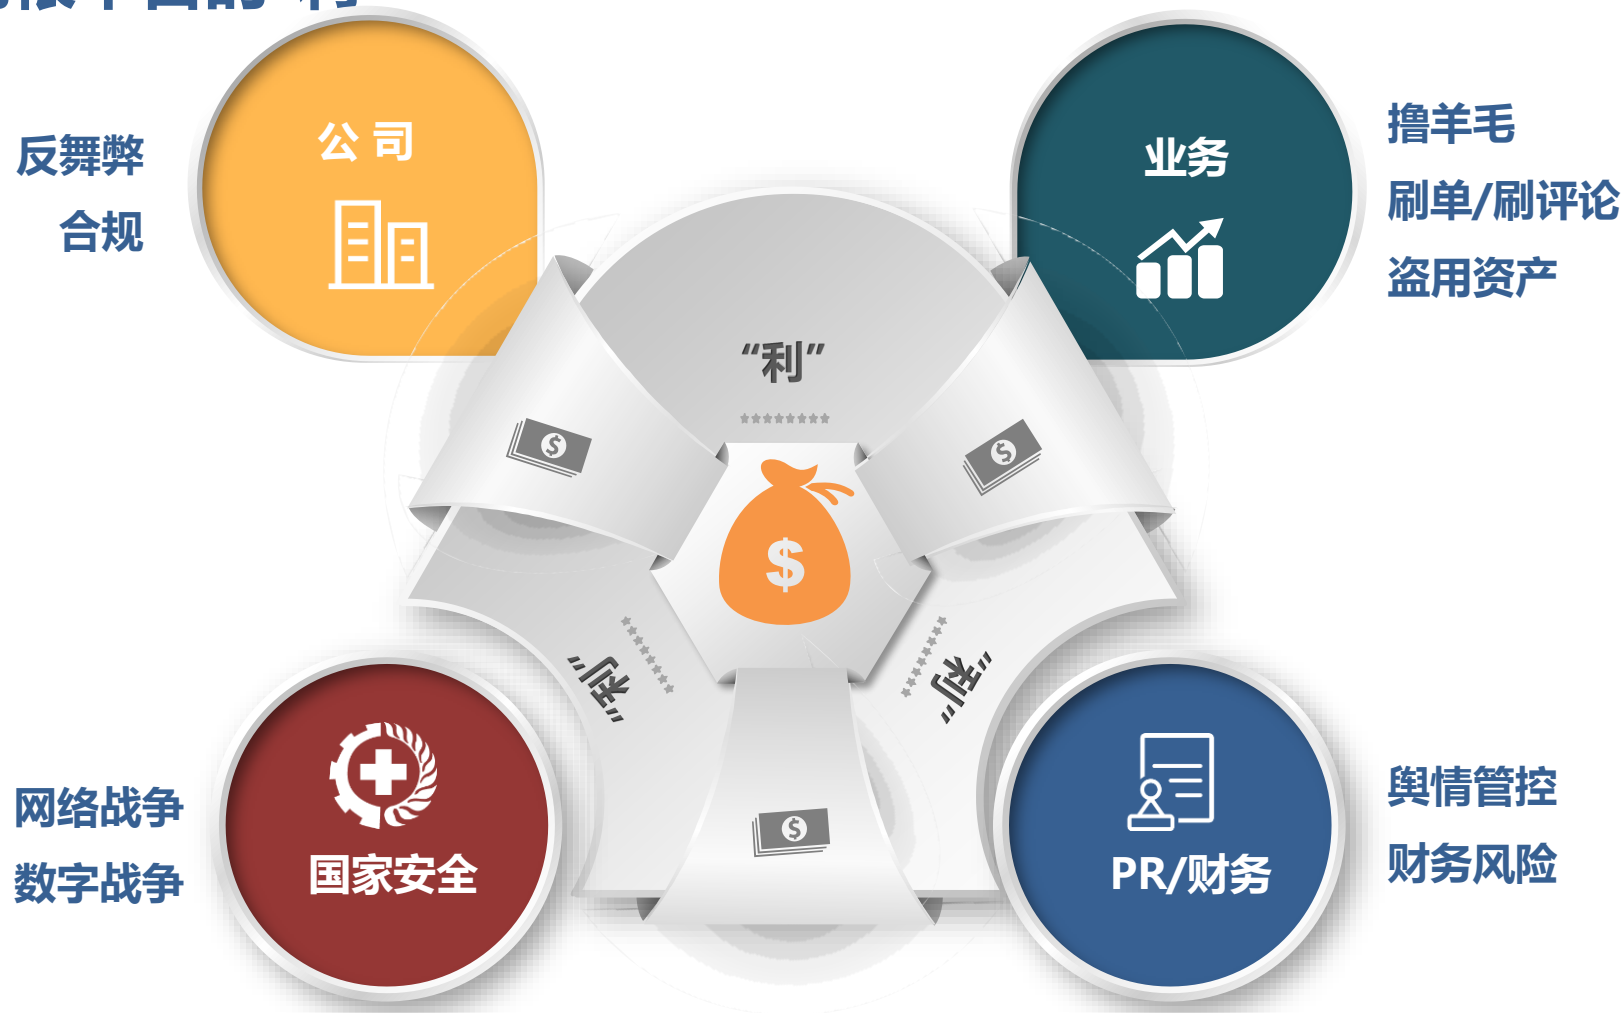 公司
反舞弊
合规
业务
撸羊毛
刷单/刷评论
盗用资产
“利”
$
$
$
“利”
“利”
$
国家安全
网络战争
数字战争
PR/财务
舆情管控
财务风险